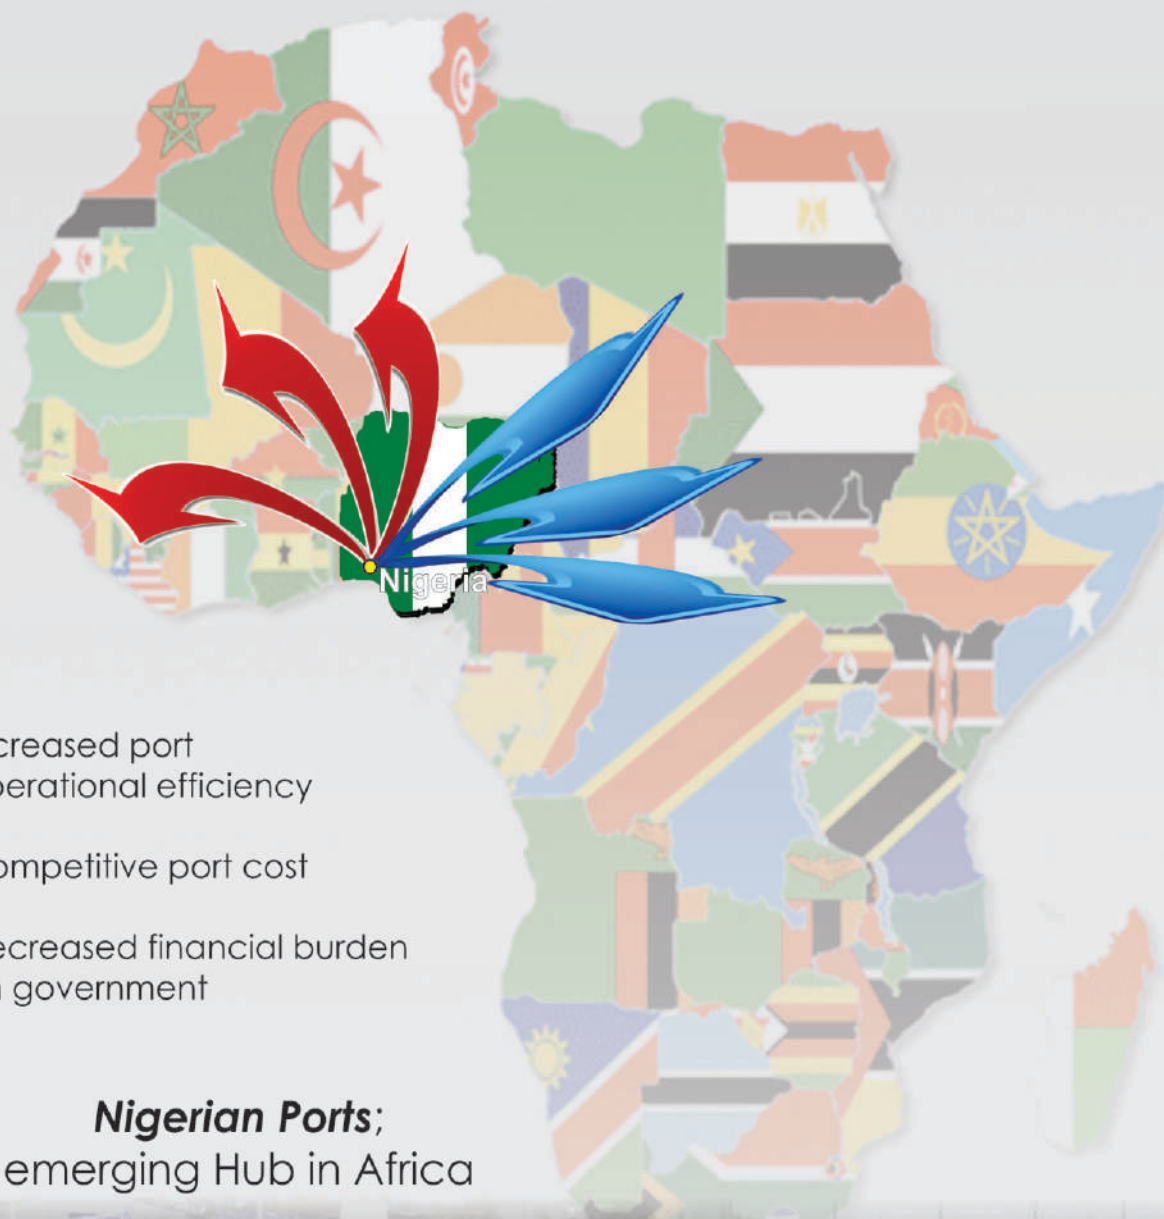 Nigeria
creased port
perational efficiency
ompetitive port cost
ecreased financial burden
government
Nigerian Ports;
emerging Hub in Africa